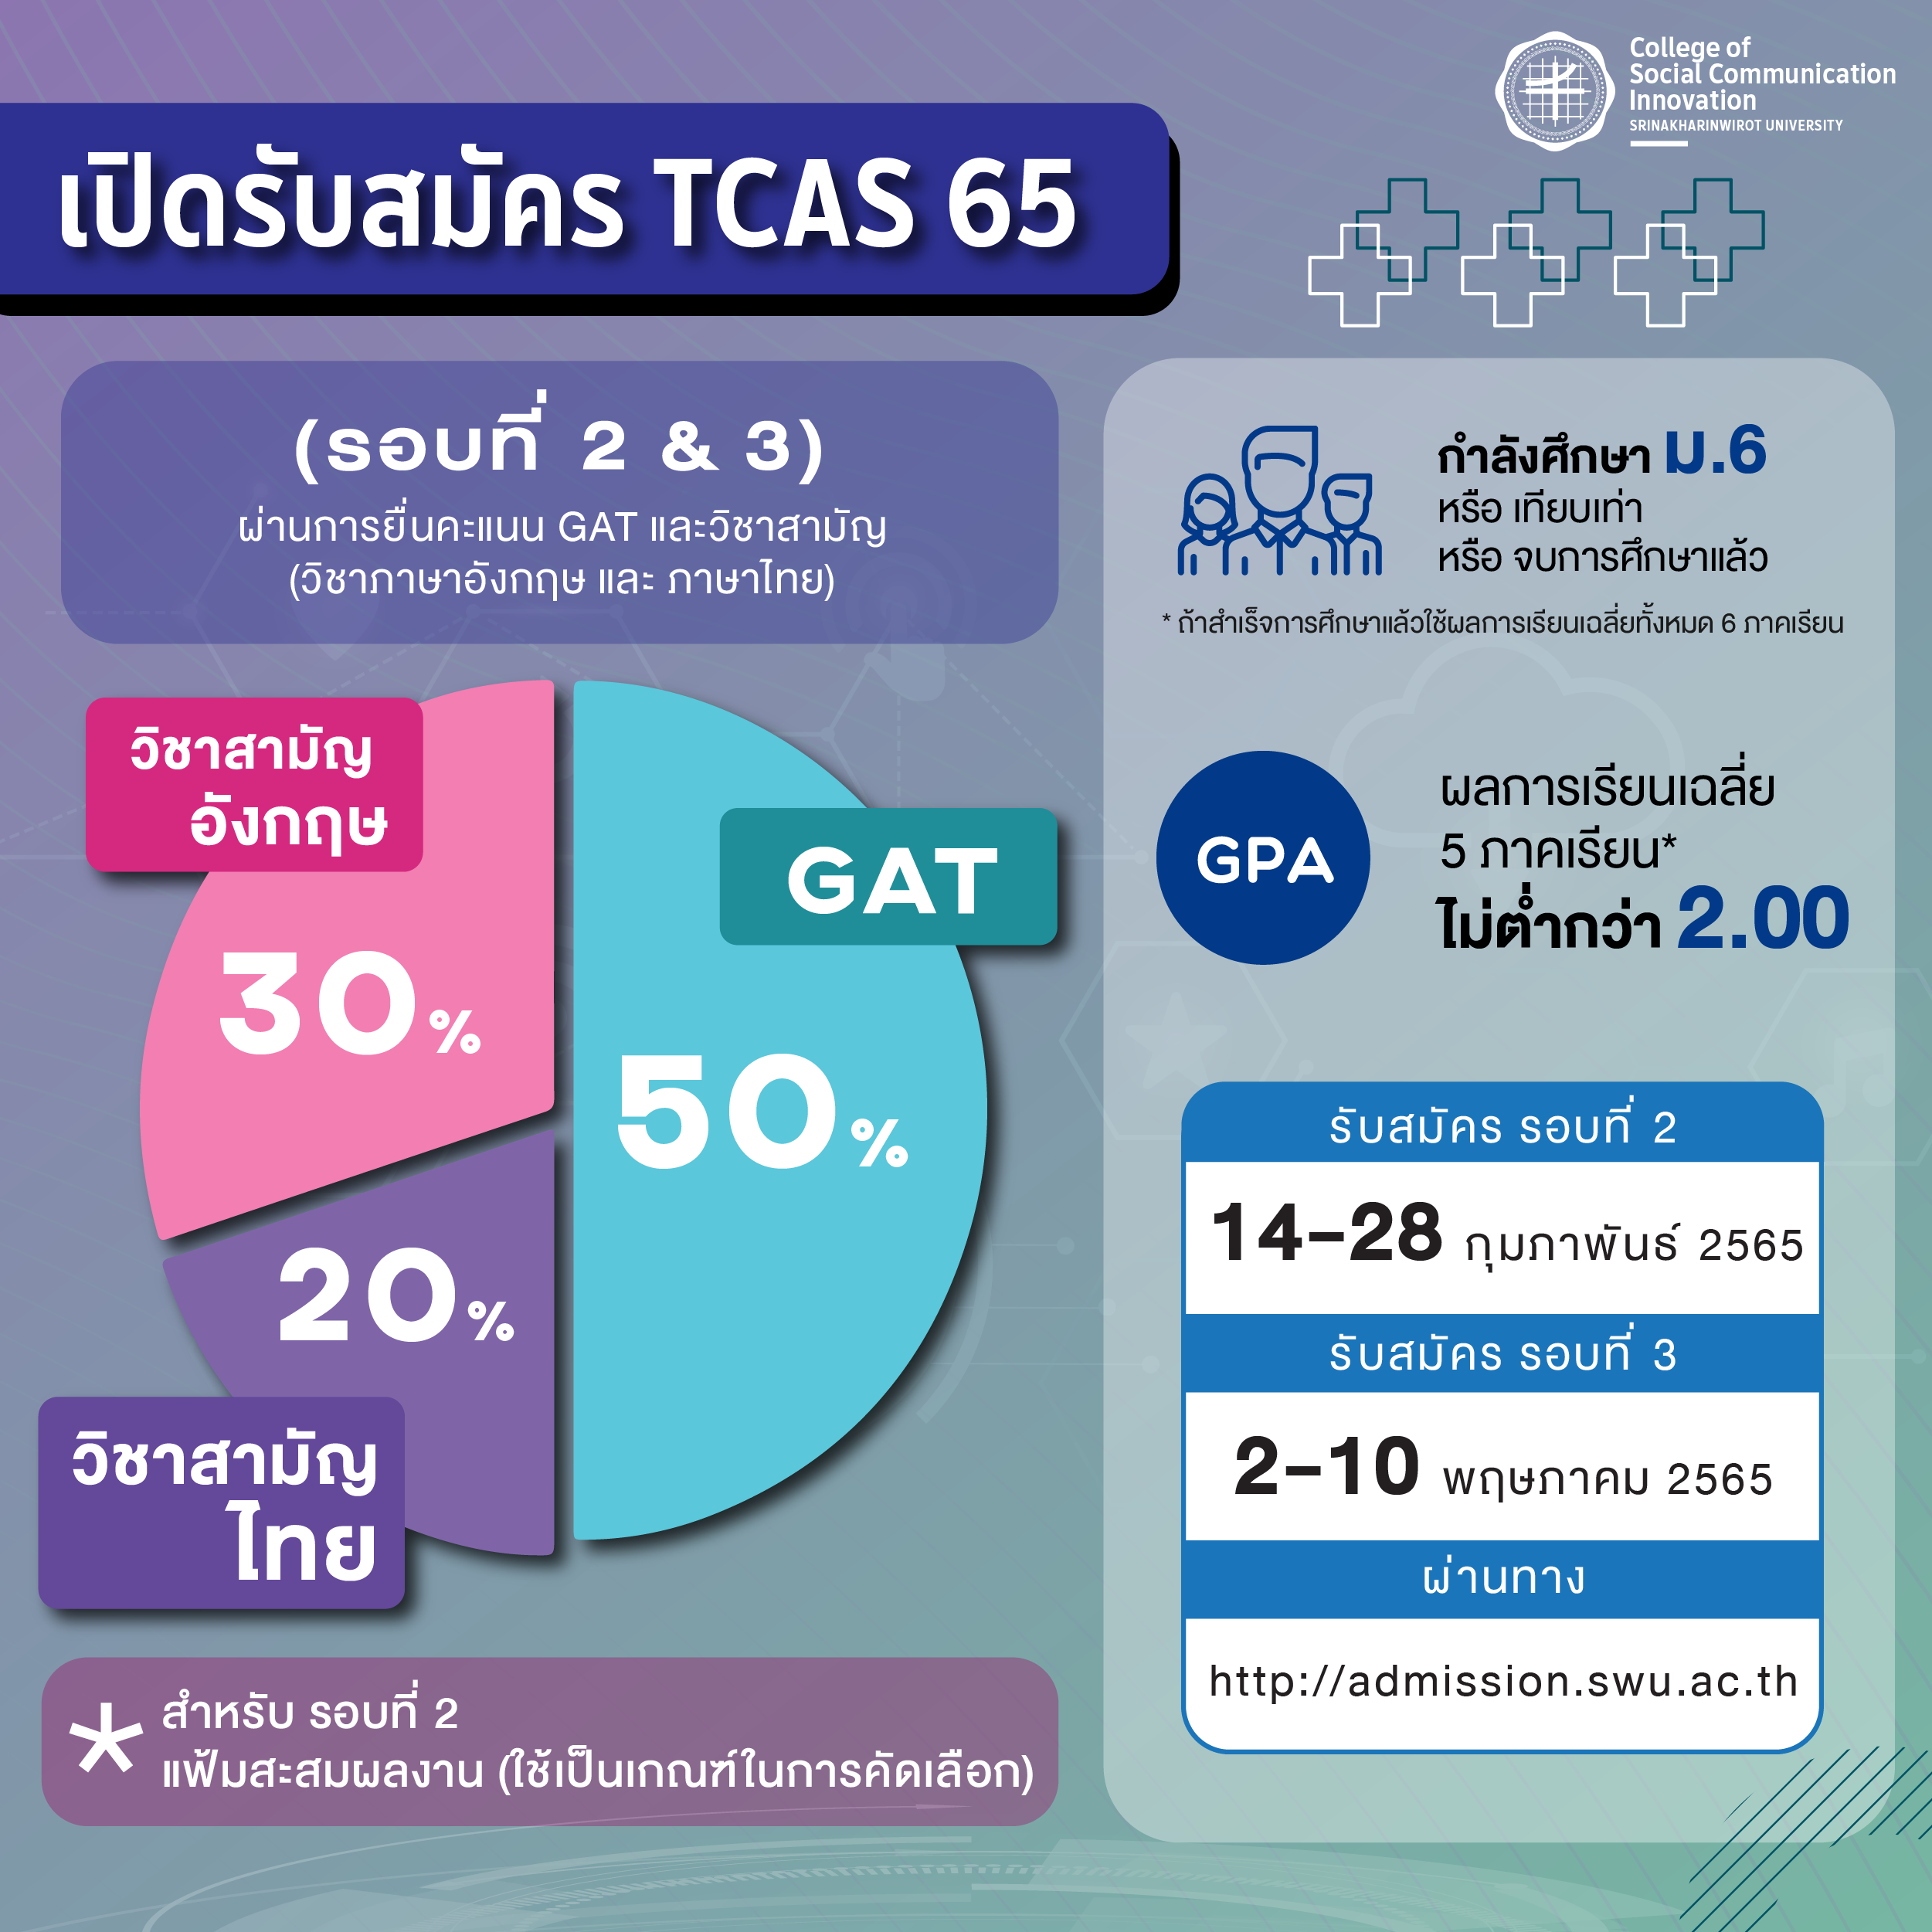 College of
Social Communication
Innovation
SRINAKHARINWIROT UNIVERSITY
เปิดรับสมัคร TCAS 65
(รอบที่ 2 & 3)
ผ่านการยื่นคะแนน GAT และวิชาสามัญ
(วิชาภาษาอังกฤษ และ ภาษาไทย)
วิชาสามัญ
อังกฤษ
30%
GAT
50%
20%
วิชาสามัญ
ไทย
* สำหรับ รอบที่ 2
แฟ้มสะสมผลงาน (ใช้เป็นเกณฑ์ในการคัดเลือก)
กำลังศึกษา ม.6
หรือ เทียบเท่า
หรือ จบการศึกษาแล้ว
* ถ้าสำเร็จการศึกษาแล้วใช้ผลการเรียนเฉลี่ยทั้งหมด 6 ภาคเรียน
GPA
ผลการเรียนเฉลี่ย
5 ภาคเรียน*
ไม่ต่ำกว่า 2.00
รับสมัคร รอบที่ 2
14-28 กุมภาพันธ์ 2565
รับสมัคร รอบที่ 3
2-10 พฤษภาคม 2565
ผ่านทาง
http://admission.swu.ac.th